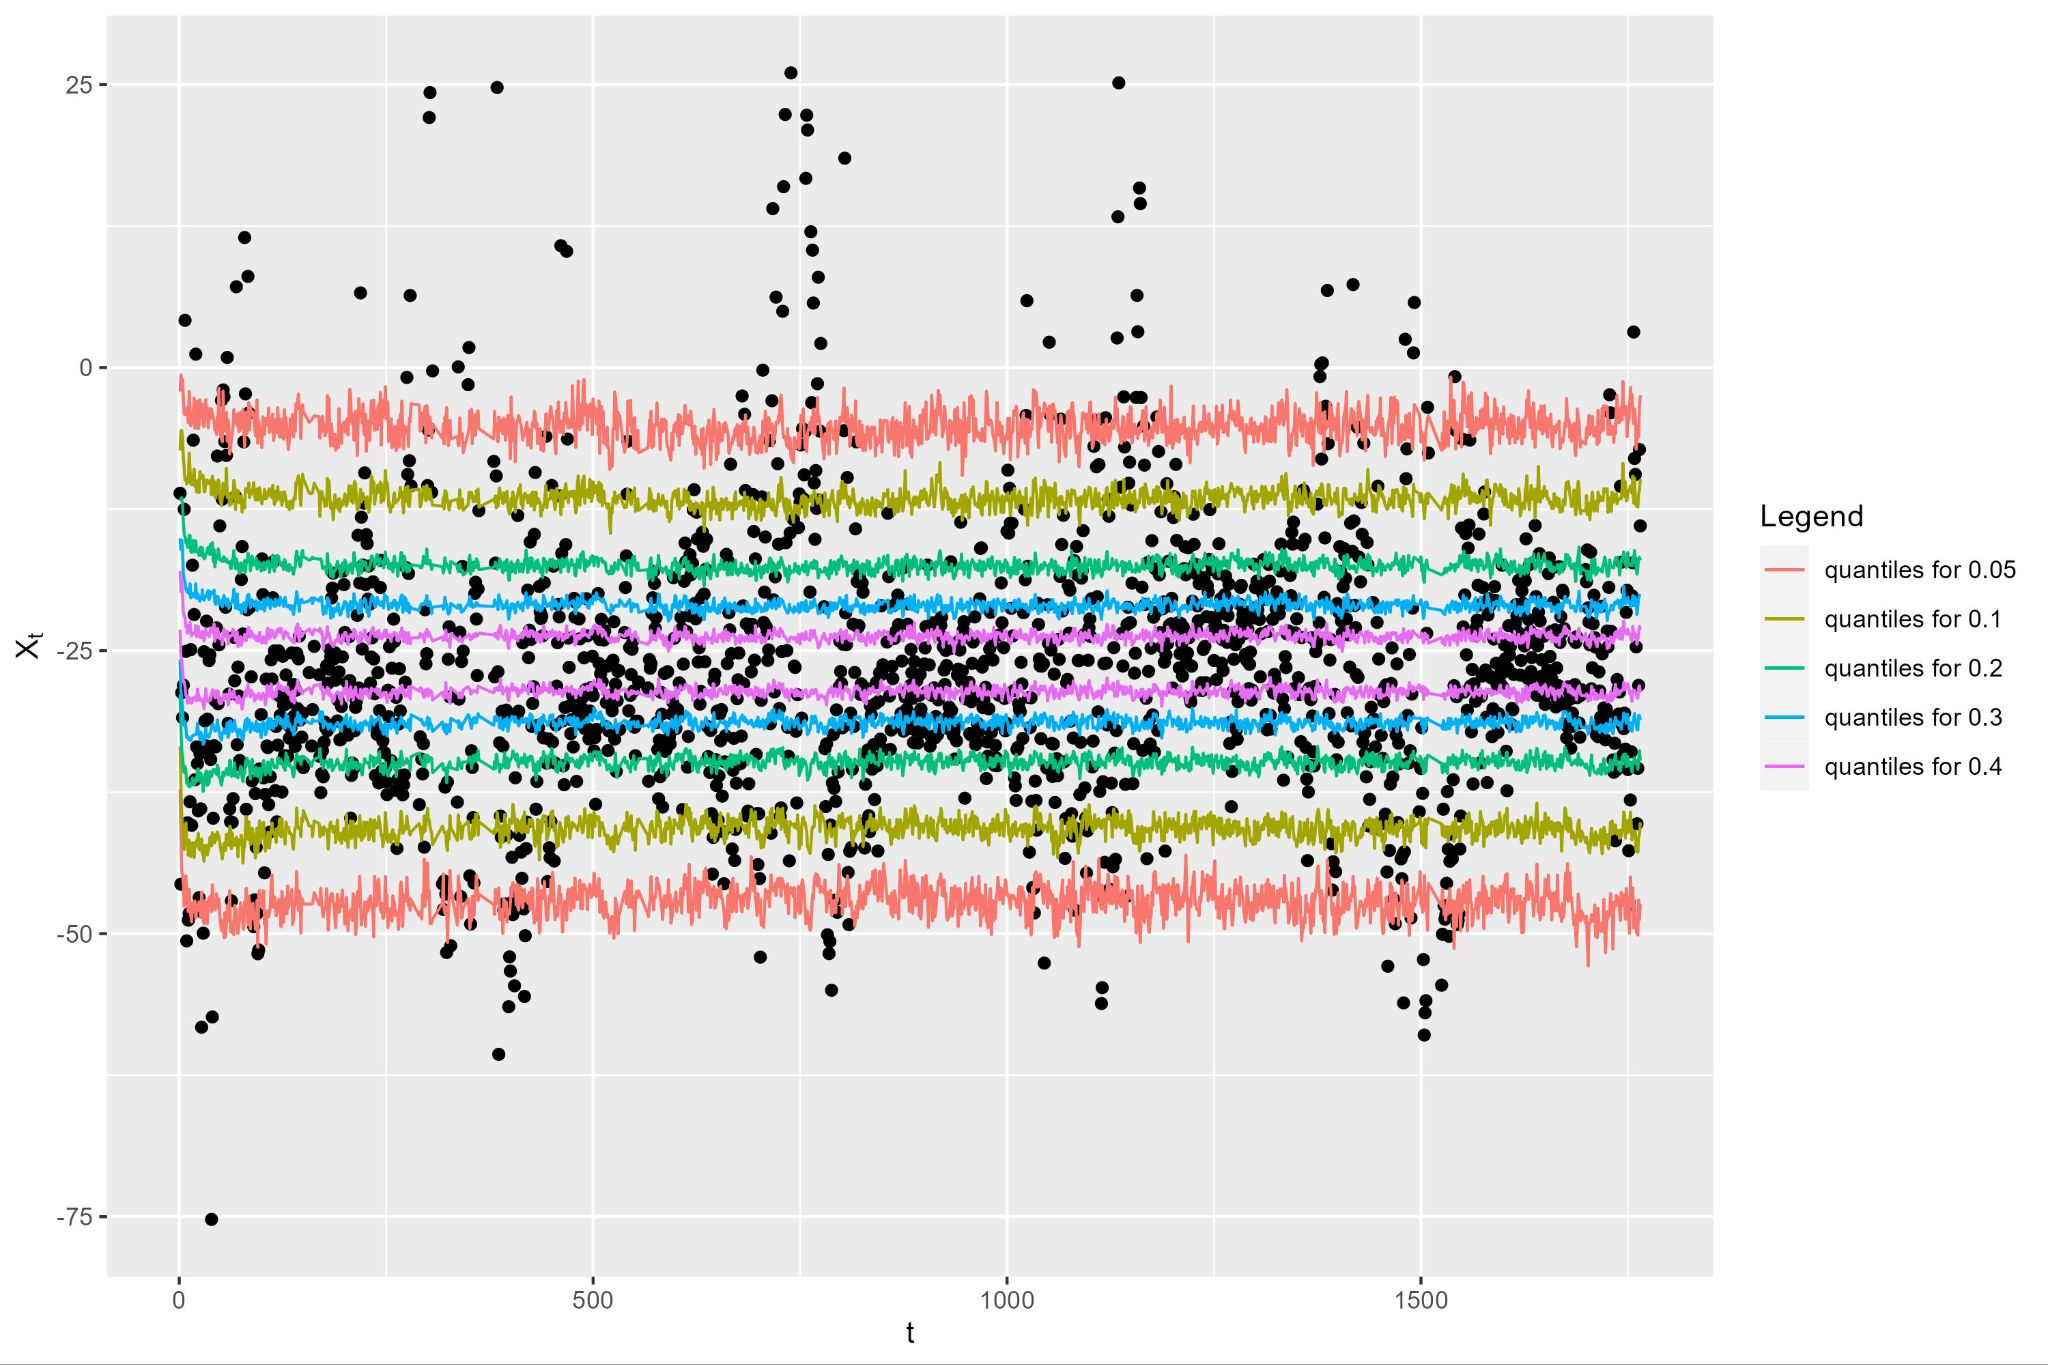 25
0
-25
-50
-75
Xt
0 500 1000 1500
t
Legend
quantiles for 0.05
quantiles for 0.1
quantiles for 0.2
quantiles for 0.3
quantiles for 0.4